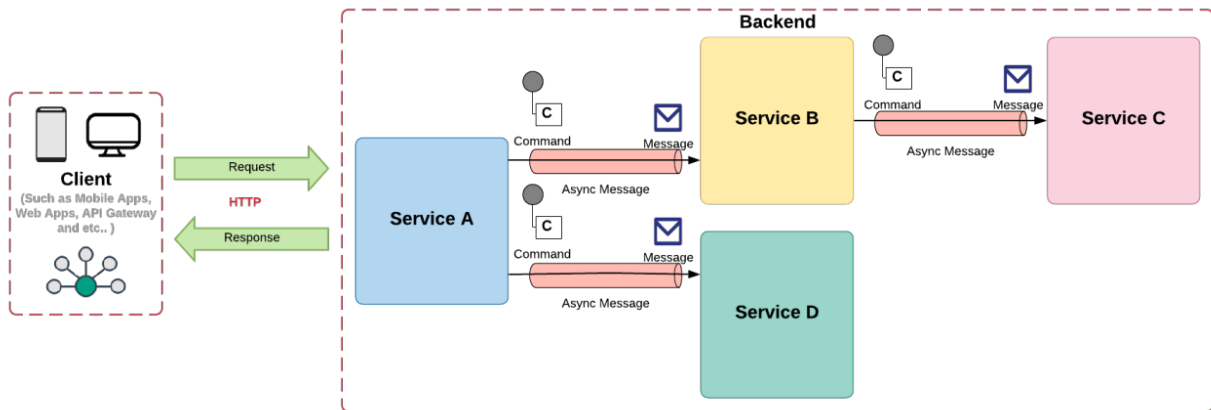 Backend
Client
(Such as Mobile Apps,
Web Apps, API Gateway
and etc.. )
Request
HTTP
Response
Service A
C
Command
Message
Async Message
C
Command
Message
Async Message
Service B
C
Command
Message
Async Message
Service C
Service D